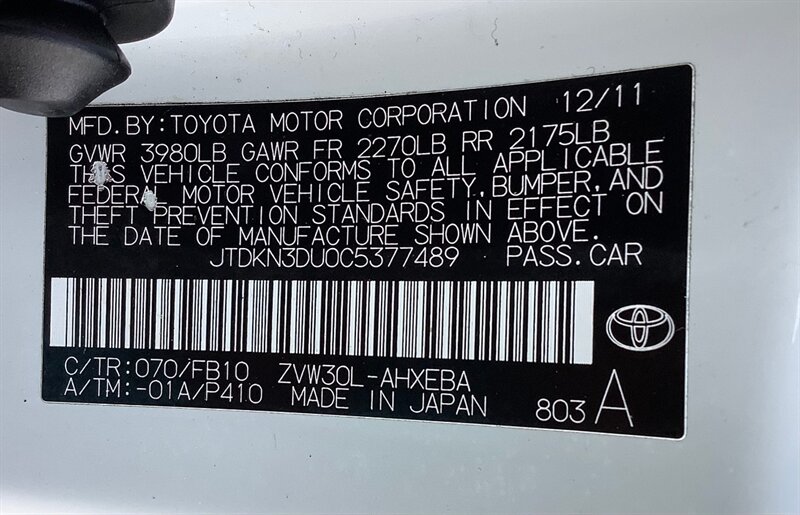 MFD. BY: TOYOTA MOTOR CORPORATION 12/11
GVWR 3980LB GAWR FR 2270LB RR 2175LB
THIS VEHICLE CONFORMS TO ALL APPLICABLE
FEDERAL MOTOR VEHICLE SAFETY, BUMPER, AND
THEFT PREVENTION STANDARDS IN EFFECT ON
THE DATE OF MANUFACTURE SHOWN ABOVE.
JTDKN3DU0C5377489 PASS. CAR
C/TR: 070/FB10 ZVW30L-AHXEBA
A/TM: -01A/P410 MADE IN JAPAN 803 A